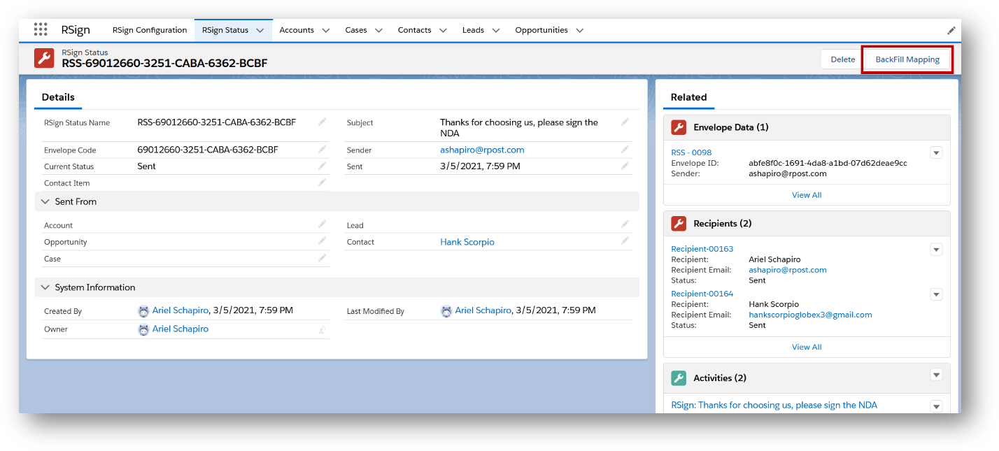 RSign RSign Configuration RSign Status Accounts Cases Contacts Leads Opportunities
RSign Status
RSS-69012660-3251-CABA-6362-BCBF
Delete BackFill Mapping
Details
RSign Status Name RSS-69012660-3251-CABA-6362-BCBF Subject Thanks for choosing us, please sign the
NDA
Envelope Code 69012660-3251-CABA-6362-BCBF Sender ashapiro@rpost.com
Current Status Sent Sent 3/5/2021, 7:59 PM
Contact Item
Sent From
Account Lead
Opportunity Contact Hank Scorpio
Case
System Information
Created By Ariel Schapiro, 3/5/2021, 7:59 PM Last Modified By Ariel Schapiro, 3/5/2021, 7:59 PM
Owner Ariel Schapiro
Related
Envelope Data (1)
RSS - 0098
Envelope ID: abfe8f0c-1691-4da8-a1bd-07d62deae9cc
Sender: ashapiro@rpost.com
View All
Recipients (2)
Recipient-00163
Recipient: Ariel Schapiro
Recipient Email: ashapiro@rpost.com
Status: Sent
Recipient-00164
Recipient: Hank Scorpio
Recipient Email: hankscorpioglobex3@gmail.com
Status: Sent
View All
Activities (2)
RSign: Thanks for choosing us, please sign the NDA